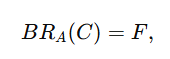 BR_A(C) = F,